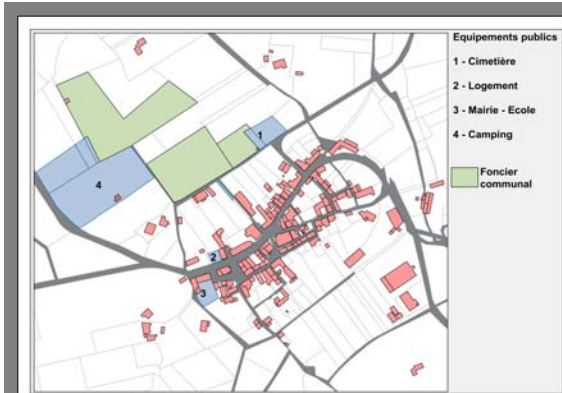 Equipements publics
1 - Cimetière
2 - Logement
3 - Mairie - Ecole
4 - Camping
Foncier
communal
1
4
2
3